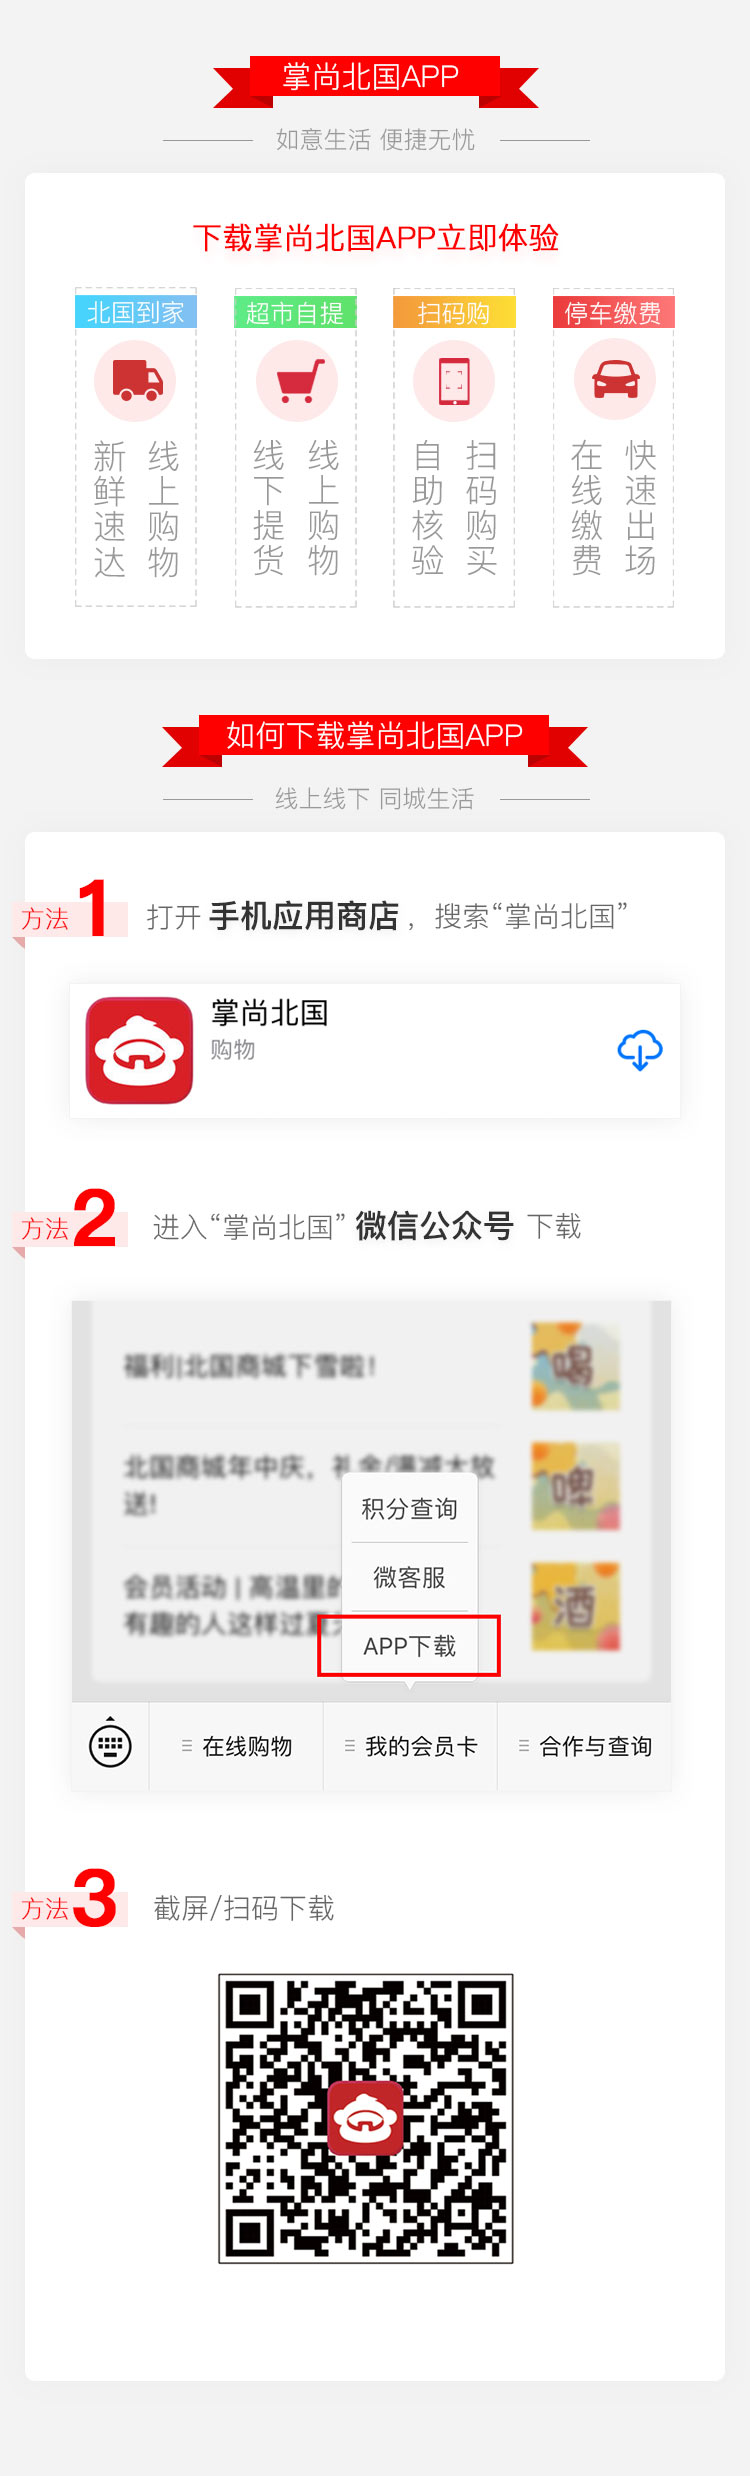 掌尚北国APP
如意生活 便捷无忧
下载掌尚北国APP立即体验
北国到家
线上购物
新鲜速达
超市自提
线上购物
线下提货
扫码购
扫码购买
自助核验
停车缴费
快速出场
在线缴费
如何下载掌尚北国APP
线上线下 同城生活
方法1 打开 手机应用商店 ，搜索“掌尚北国”
掌尚北国
购物
方法2 进入“掌尚北国” 微信公众号 下载
福利|北国商城下雪啦!
喝
北国商城年中庆，
送!
啤
积分查询
微客服
会员活动 | 高温里的
有趣的人这样过夏
酒
APP下载
在线购物
我的会员卡
合作与查询
方法3 截屏/扫码下载